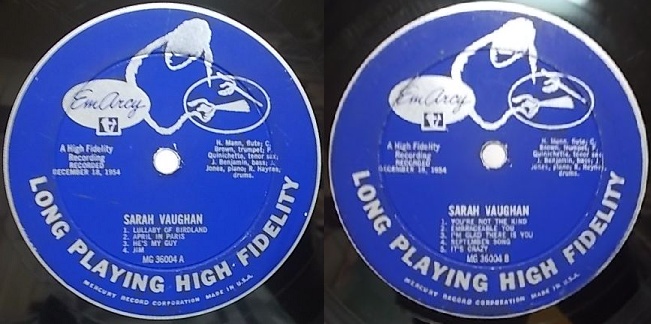 EmArcy
A High Fidelity
Recording
RECORDED
DECEMBER 18, 1954
H. Mann, flute; C.
Brown, trumpet; P.
Quinichette, tenor sax;
J. Benjamin, bass; J.
Jones, piano; R. Haynes,
drums.
SARAH VAUGHAN
1. LULLABY OF BIRDLAND
2. APRIL IN PARIS
3. HE'S MY GUY
4. JIM
MG 36004 A
LONG PLAYING HIGH FIDELITY
MERCURY RECORD CORPORATION MADE IN U.S.A.
EmArcy
A High Fidelity
Recording
RECORDED
DECEMBER 18, 1954
H. Mann, flute; C.
Brown, trumpet; P.
Quinichette, tenor sax;
J. Benjamin, bass; J.
Jones, piano; R. Haynes,
drums.
SARAH VAUGHAN
1. YOU'RE NOT THE KIND
2. EMBRACEABLE YOU
3. I'M GLAD THERE IS YOU
4. SEPTEMBER SONG
5. IT'S CRAZY
MG 36004 B
LONG PLAYING HIGH FIDELITY
MERCURY RECORD CORPORATION MADE IN U.S.A.